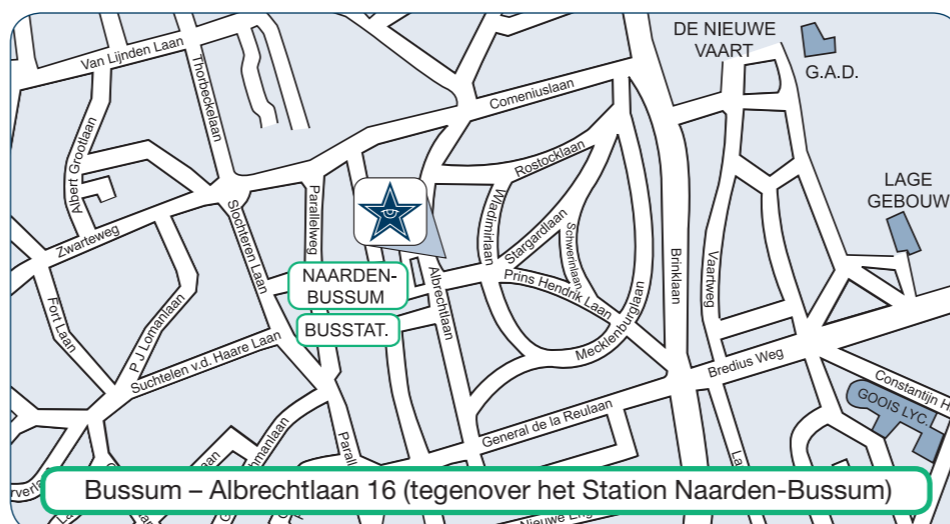 DE NIEUWE
VAART
G.A.D.
Van Lijnden Laan
Thorbeckelaan
Comeniuslaan
Albert Grootlaan
Rostocklaan
LAGE
GEBOUW
Parallelweg
Wladimirlaan
Slochteren Laan
Stargardlaan
Schwerinlaan
Zwarteweg
Brinklaan
Vaartweg
NAARDEN-
BUSSUM
Albrechtlaan
Prins Hendrik Laan
Fort Laan
P J Lomanlaan
BUSSTAT.
Mecklenburglaan
Suchtelen v.d. Haare Laan
Bredius Weg
Constantijn H
GOOIS LYC.
General de la Reulaan
Bussum – Albrechtlaan 16 (tegenover het Station Naarden-Bussum)